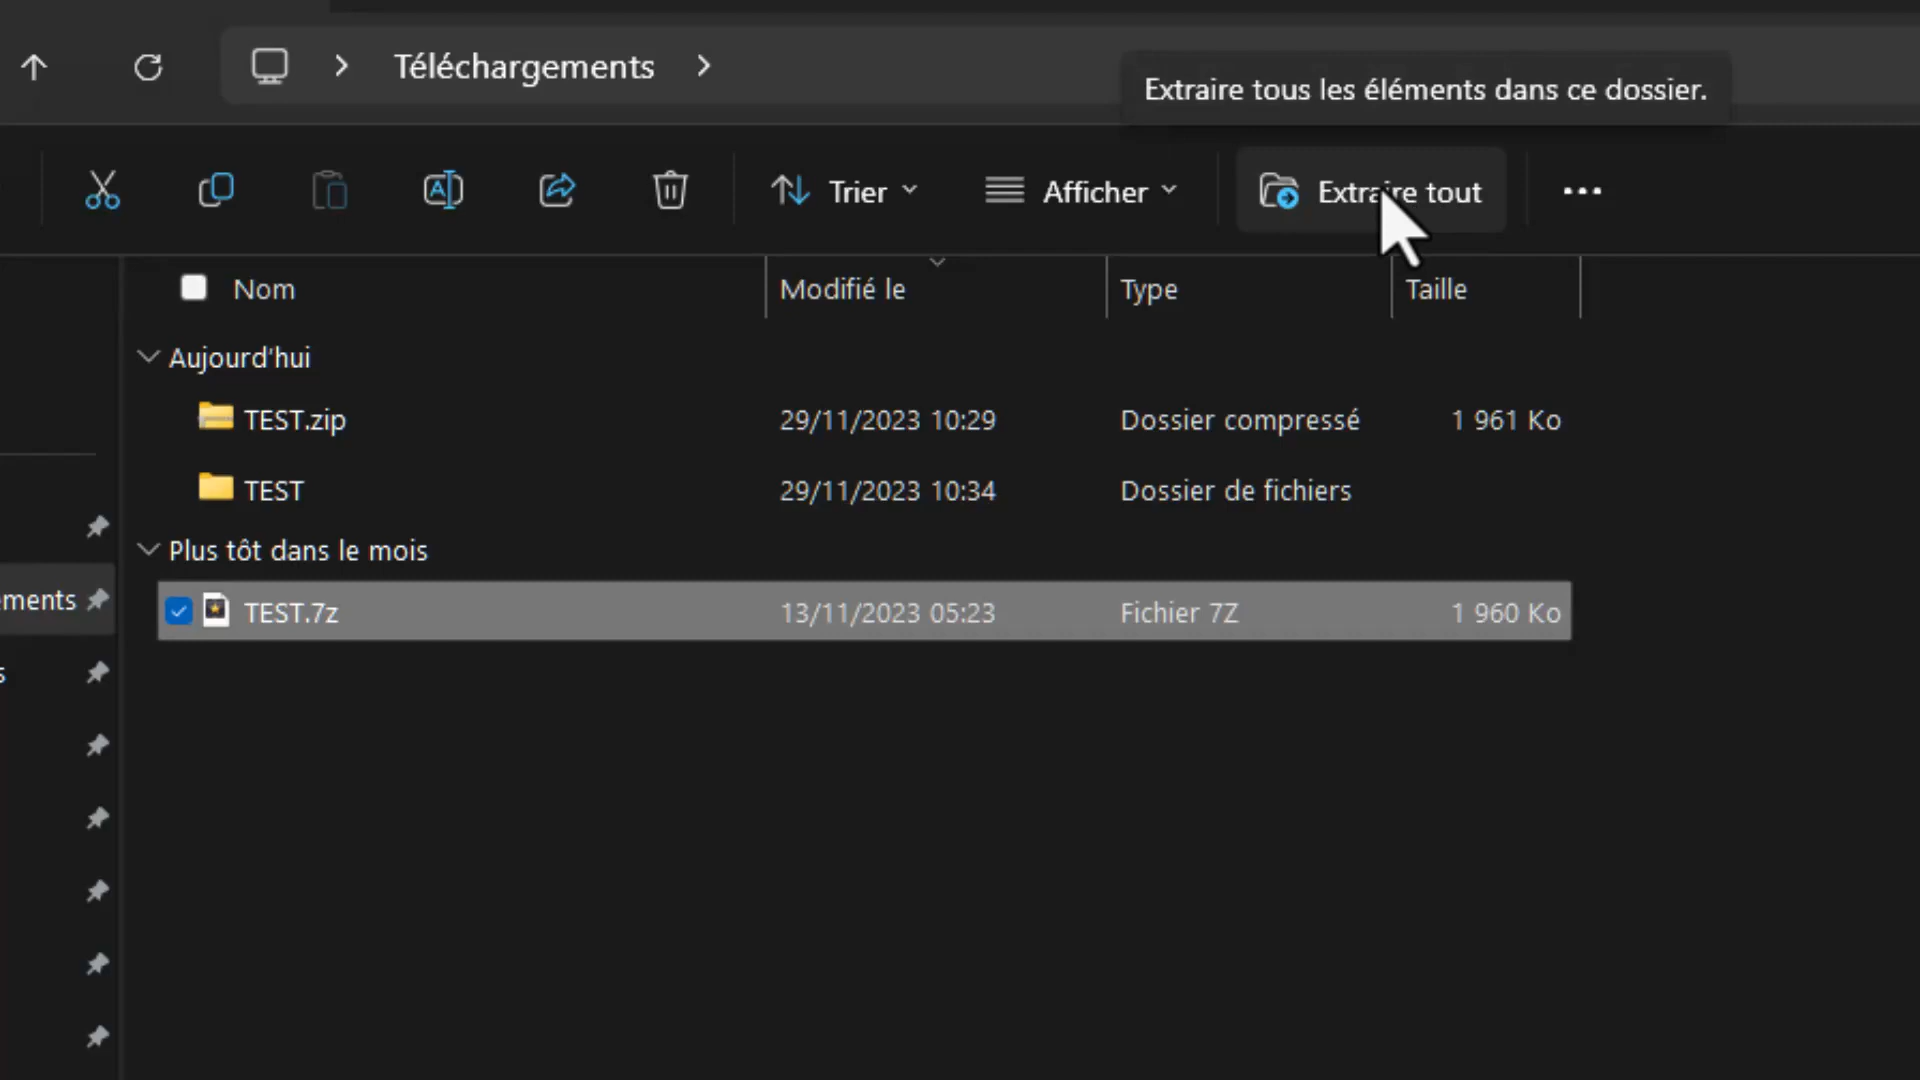 Téléchargements
Extraire tous les éléments dans ce dossier.
Trier
Afficher
Extraire tout
Nom Modifié le Type Taille
Aujourd'hui
TEST.zip 29/11/2023 10:29 Dossier compressé 1 961 Ko
TEST 29/11/2023 10:34 Dossier de fichiers
Plus tôt dans le mois
ements
TEST.7z 13/11/2023 05:23 Fichier 7Z 1 960 Ko
s